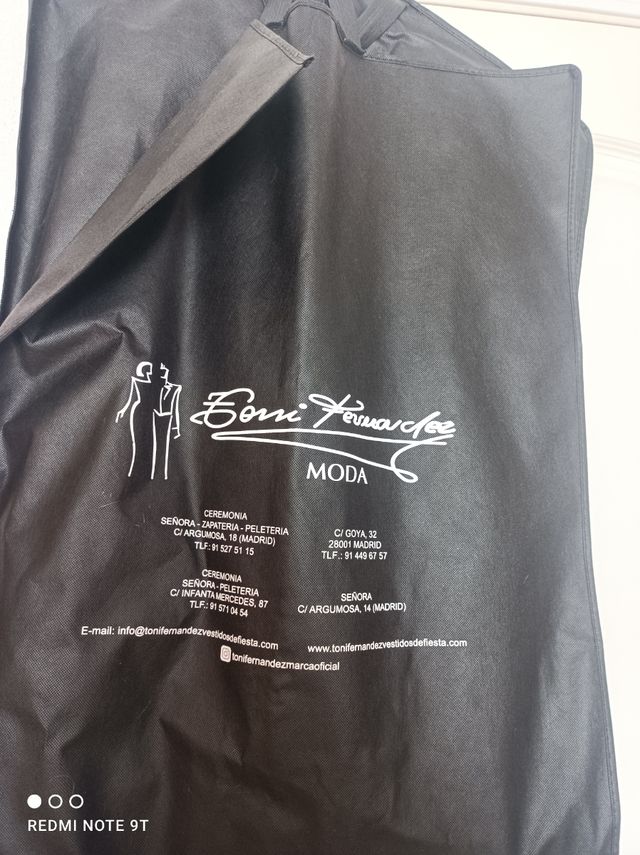 Toni Fernandez
MODA
CEREMONIA
SEÑORA - ZAPATERIA - PELETERIA
C/ ARGUMOSA, 18 (MADRID)
TLF: 91 527 51 15
C/ GOYA, 32
28001 MADRID
TLF.: 91 449 67 57
CEREMONIA
SEÑORA - PELETERIA
C/ INFANTA MERCEDES, 87
TLF.: 91 571 04 54
SEÑORA
C/ ARGUMOSA, 14 (MADRID)
E-mail: info@tonifernandezvestidosdefiesta.com
www.tonifernandezvestidosdefiesta.com
tonifernandezmarcaoficial
REDMI NOTE 9T